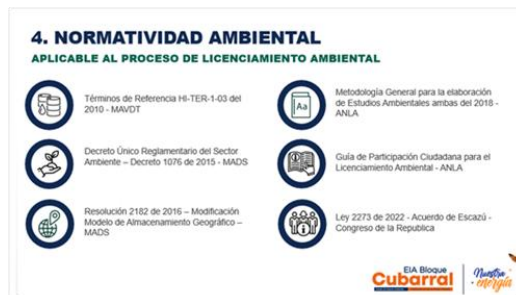 4. NORMATIVIDAD AMBIENTAL
APLICABLE AL PROCESO DE LICENCIAMIENTO AMBIENTAL
Términos de Referencia HI-TER-1-03 del
2010 - MAVDT
Decreto Único Reglamentario del Sector
Ambiente – Decreto 1076 de 2015 - MADS
Resolución 2182 de 2016 – Modificación
Modelo de Almacenamiento Geográfico –
MADS
Aa
Metodología General para la elaboración
de Estudios Ambientales ambas del 2018 -
ANLA
Guía de Participación Ciudadana para el
Licenciamiento Ambiental - ANLA
Ley 2273 de 2022 - Acuerdo de Escazú -
Congreso de la Republica
EIA Bloque
Cubarral
Nuestra
energía